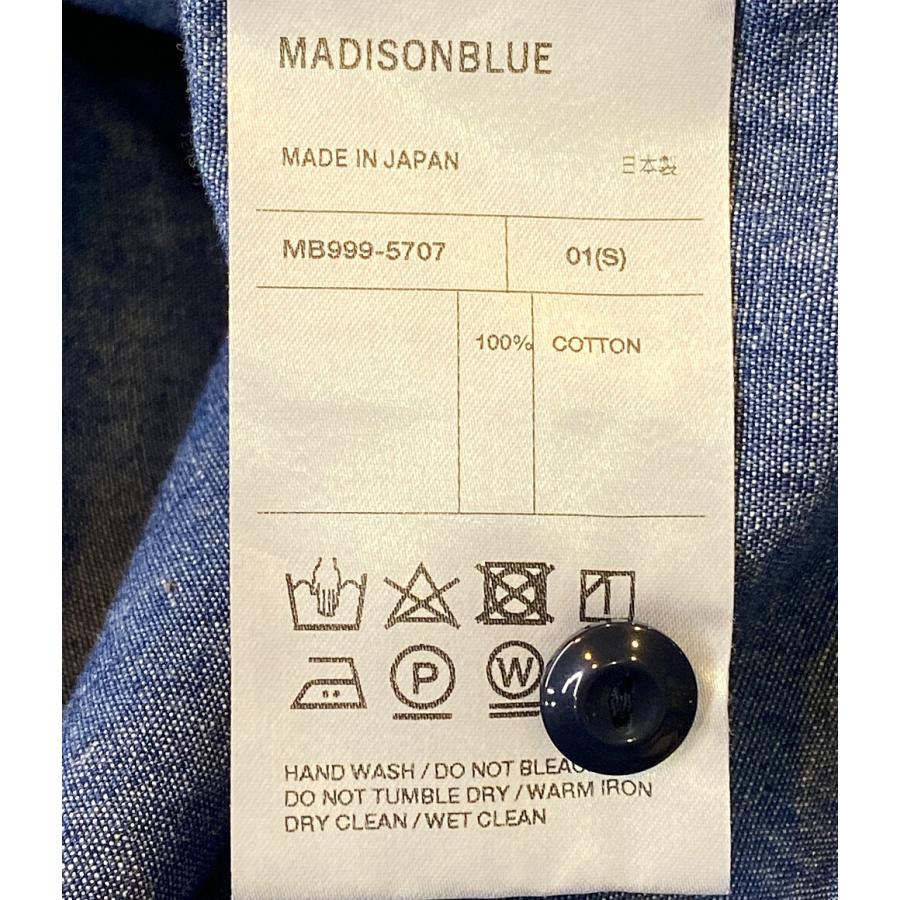 MADISONBLUE
MADE IN JAPAN 日本製
MB999-5707 01(S)
100% COTTON
P W
HAND WASH / DO NOT
DO NOT TUMBLE DRY / WARM IRON
DRY CLEAN / WET CLEAN